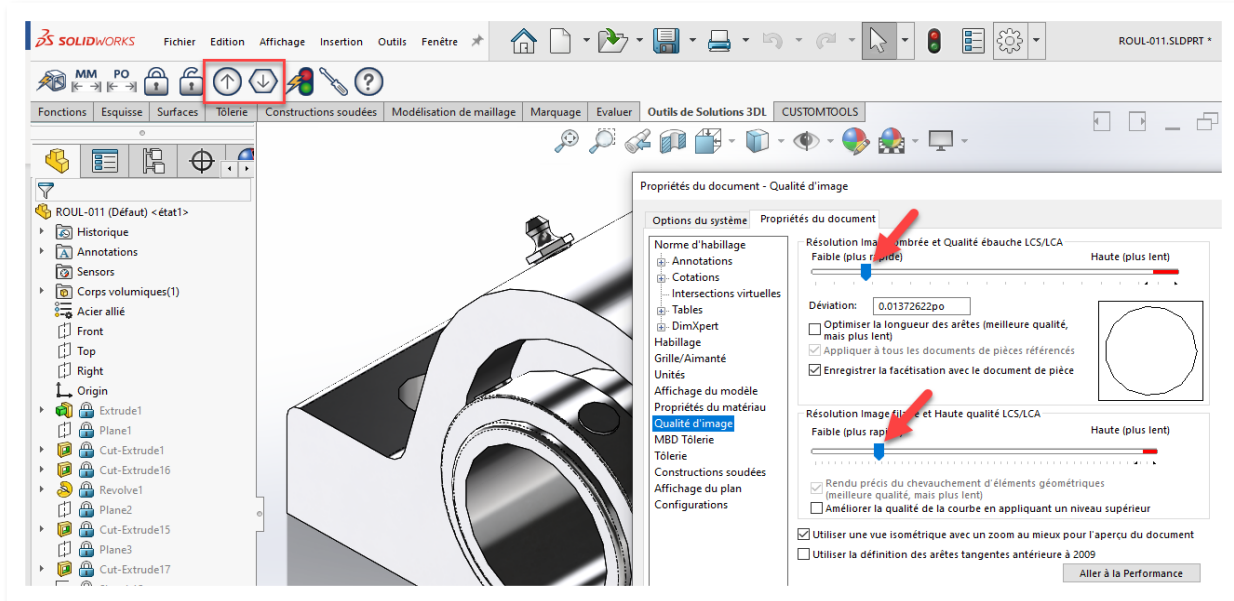 SOLIDWORKS Fichier Edition Affichage Insertion Outils Fenêtre ROUL-011.SLDPRT *
MM PO
Fonctions Esquisse Surfaces Tôlerie Constructions soudées Modélisation de maillage Marquage Evaluer Outils de Solutions 3DL CUSTOMTOOLS
ROUL-011 (Défaut) <état1>
Historique
Annotations
Sensors
Corps volumiques(1)
Acier allié
Front
Top
Right
Origin
Extrude1
Plane1
Cut-Extrude1
Cut-Extrude16
Revolve1
Plane2
Cut-Extrude15
Plane3
Cut-Extrude17
Propriétés du document - Qualité d'image
Options du système Propriétés du document
Norme d'habillage
Annotations
Cotations
Intersections virtuelles
Tables
DimXpert
Habillage
Grille/Aimanté
Unités
Affichage du modèle
Propriétés du matériau
Qualité d'image
MBD Tôlerie
Tôlerie
Constructions soudées
Affichage du plan
Configurations
Résolution et Qualité ébauche LCS/LCA
Faible (plus rapide) Haute (plus lent)
Déviation: 0.01372622po
Optimiser la longueur des arêtes (meilleure qualité,
mais plus lent)
Appliquer à tous les documents de pièces référencés
Enregistrer la facétisation avec le document de pièce
Résolution Image et Haute qualité LCS/LCA
Faible (plus Haute (plus lent)
Rendu précis du chevauchement d'éléments géométriques
(meilleure qualité, mais plus lent)
Améliorer la qualité de la courbe en appliquant un niveau supérieur
Utiliser une vue isométrique avec un zoom au mieux pour l'aperçu du document
Utiliser la définition des arêtes tangentes antérieure à 2009
Aller à la Performance